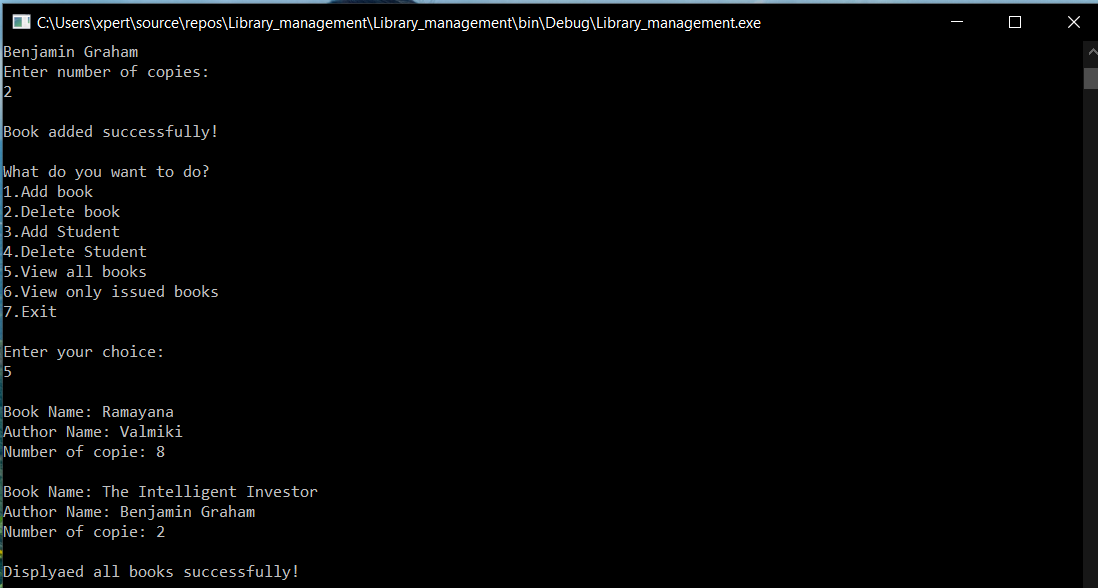 C:\Users\xpert\source\repos\Library_management\Library_management\bin\Debug\Library_management.exe
Benjamin Graham
Enter number of copies:
2
Book added successfully!
What do you want to do?
1.Add book
2.Delete book
3.Add Student
4.Delete Student
5.View all books
6.View only issued books
7.Exit
Enter your choice:
5
Book Name: Ramayana
Author Name: Valmiki
Number of copie: 8
Book Name: The Intelligent Investor
Author Name: Benjamin Graham
Number of copie: 2
Displyaed all books successfully!